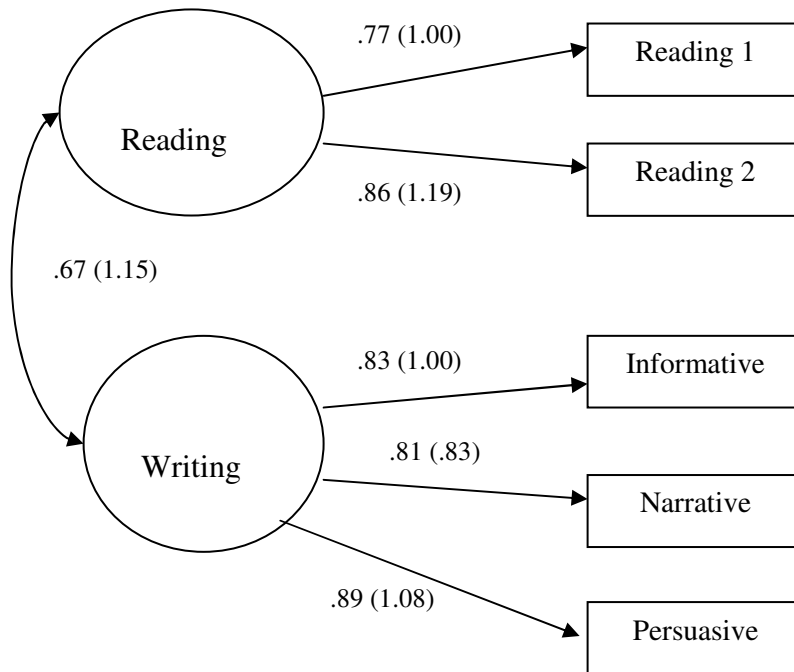 .77 (1.00)
Reading 1
Reading
Reading 2
.86 (1.19)
.67 (1.15)
.83 (1.00)
Informative
.81 (.83)
Writing
Narrative
.89 (1.08)
Persuasive